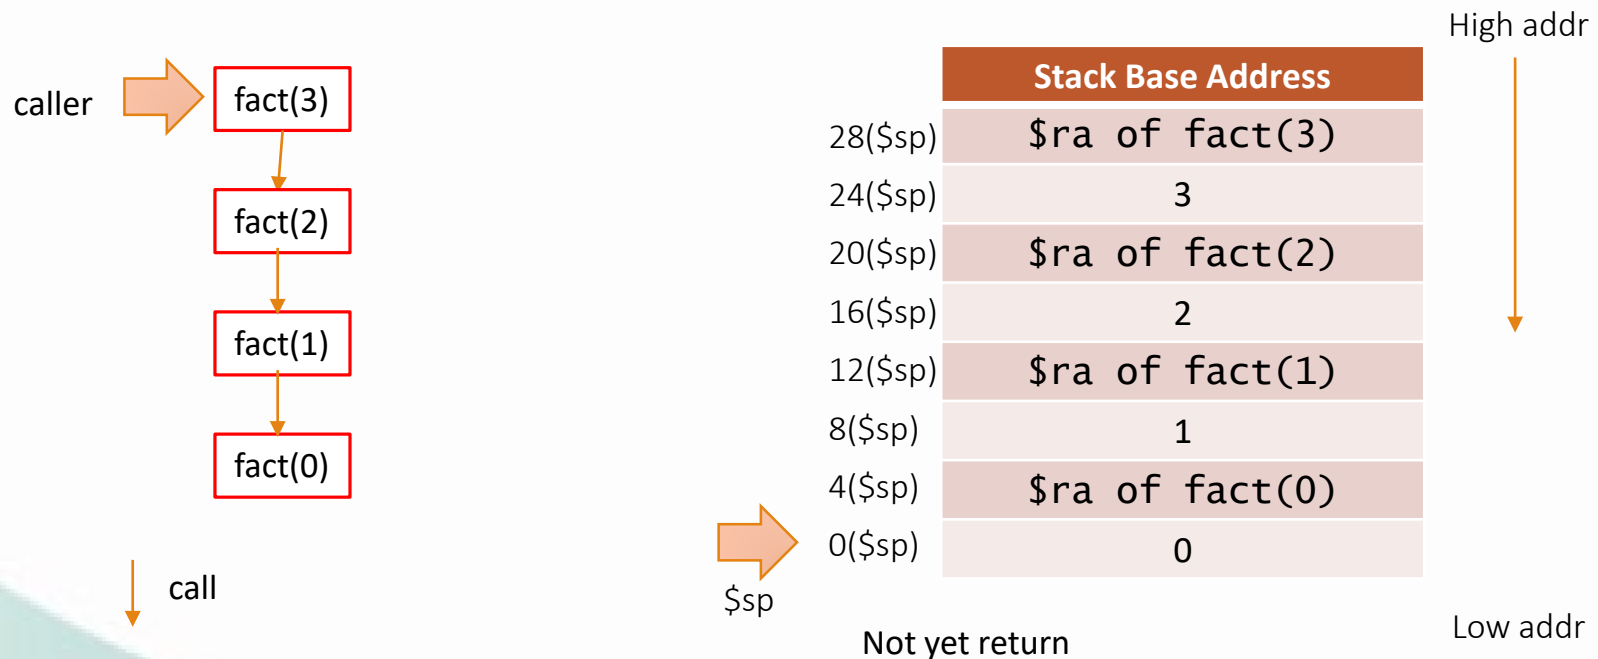 High addr
Stack Base Address
caller
fact(3)
28($sp) $ra of fact(3)
24($sp) 3
fact(2)
20($sp) $ra of fact(2)
16($sp) 2
fact(1)
12($sp) $ra of fact(1)
8($sp) 1
fact(0)
4($sp) $ra of fact(0)
0($sp) 0
call
$sp
Not yet return
Low addr